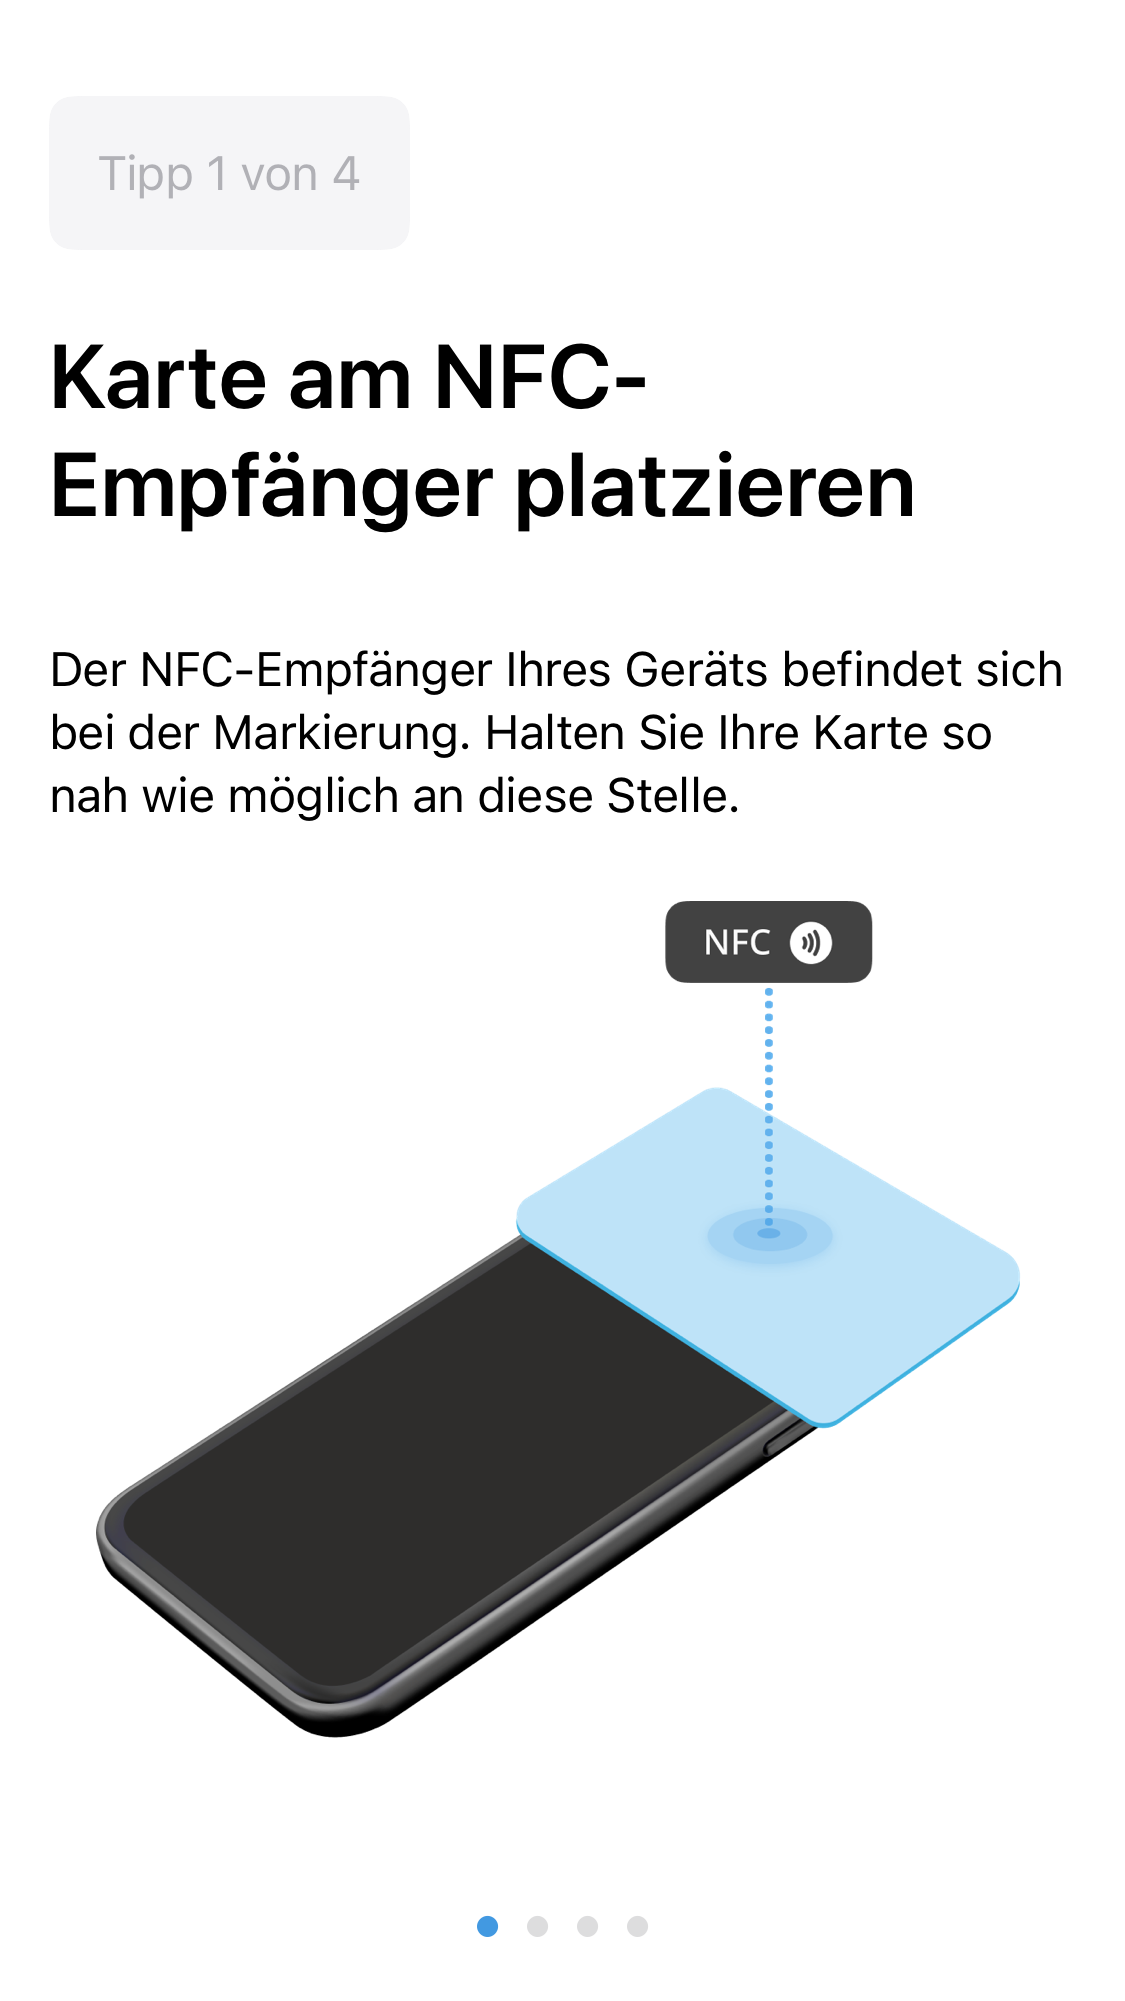 Tipp 1 von 4
Karte am NFC-
Empfänger platzieren
Der NFC-Empfänger Ihres Geräts befindet sich
bei der Markierung. Halten Sie Ihre Karte so
nah wie möglich an diese Stelle.
NFC